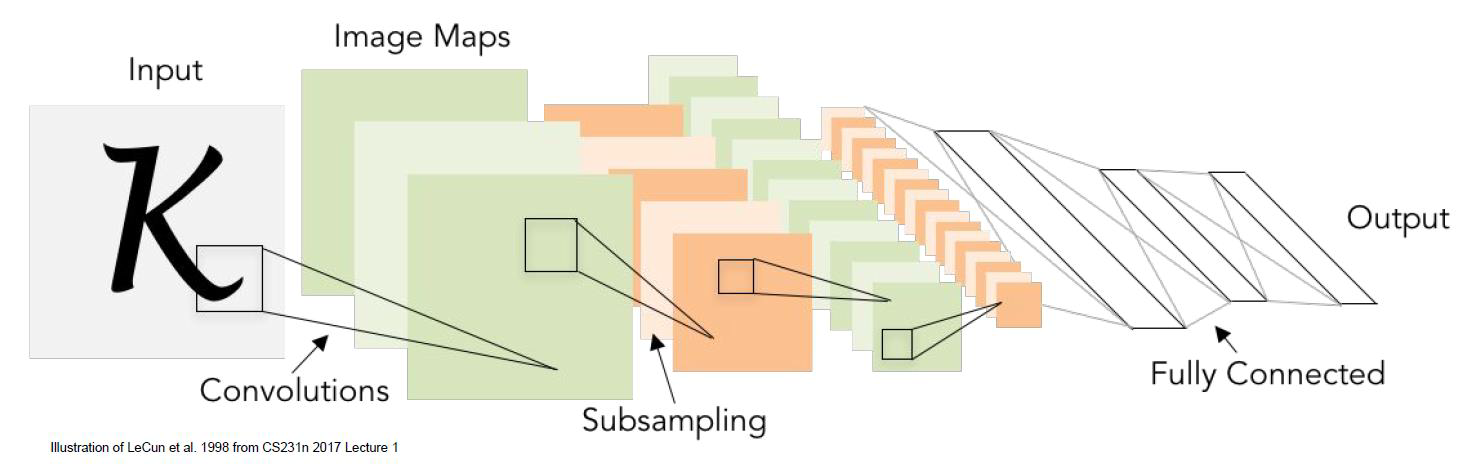 Image Maps
Input
K
Output
Convolutions
Subsampling
Fully Connected
Illustration of LeCun et al. 1998 from CS231n 2017 Lecture 1